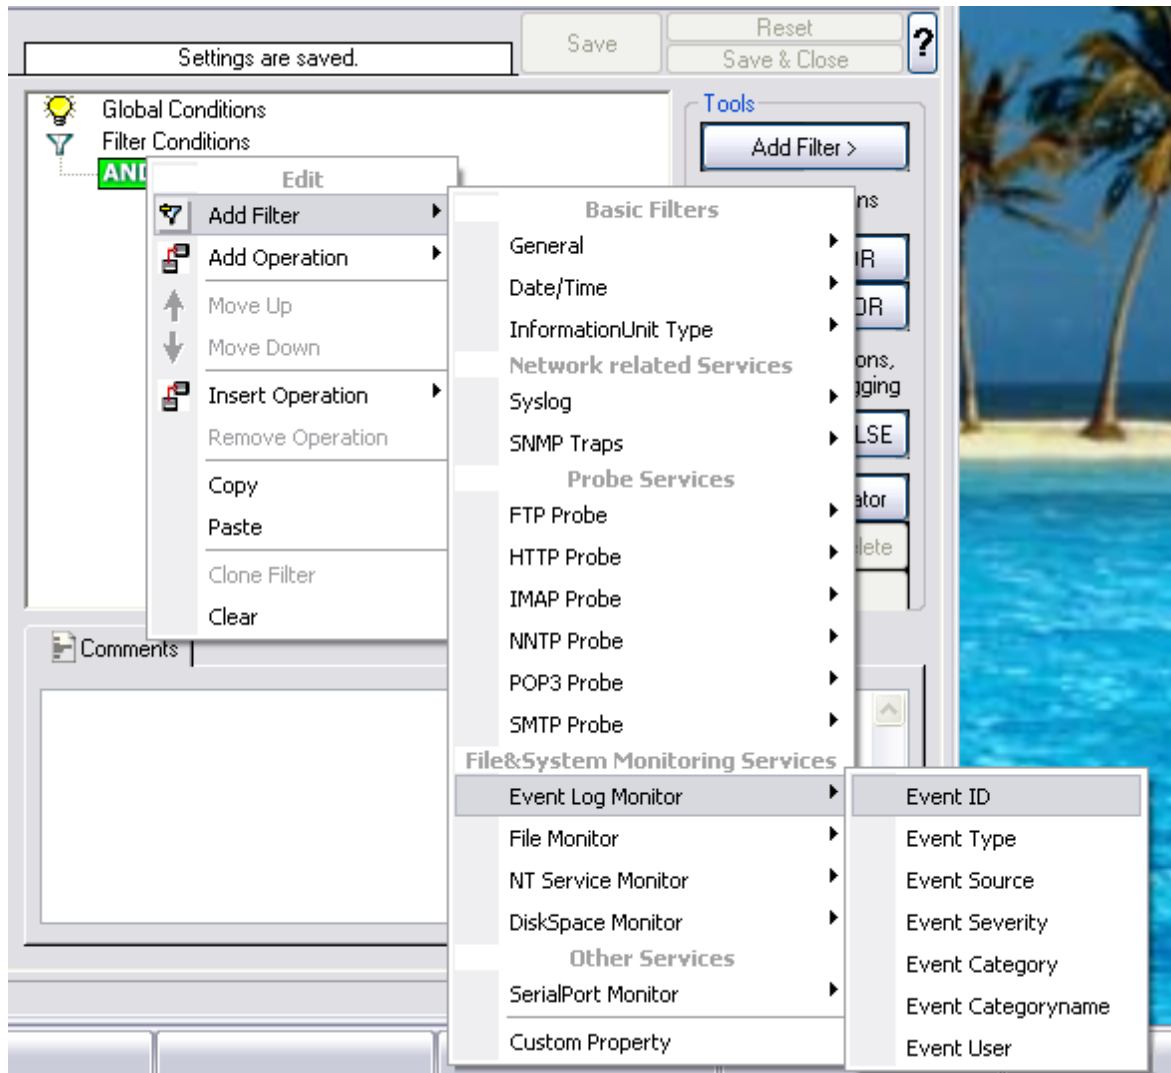 Settings are saved.
Save
Reset
Save & Close
?
Global Conditions
Filter Conditions
Tools
Add Filter >
Edit
Add Filter
Add Operation
Move Up
Move Down
Insert Operation
Remove Operation
Copy
Paste
Clone Filter
Clear
Basic Filters
General
Date/Time
InformationUnit Type
Network related Services
Syslog
SNMP Traps
Probe Services
FTP Probe
HTTP Probe
IMAP Probe
NNTP Probe
POP3 Probe
SMTP Probe
File&System Monitoring Services
Event Log Monitor
File Monitor
NT Service Monitor
DiskSpace Monitor
Other Services
SerialPort Monitor
Custom Property
Event ID
Event Type
Event Source
Event Severity
Event Category
Event Categoryname
Event User
Comments